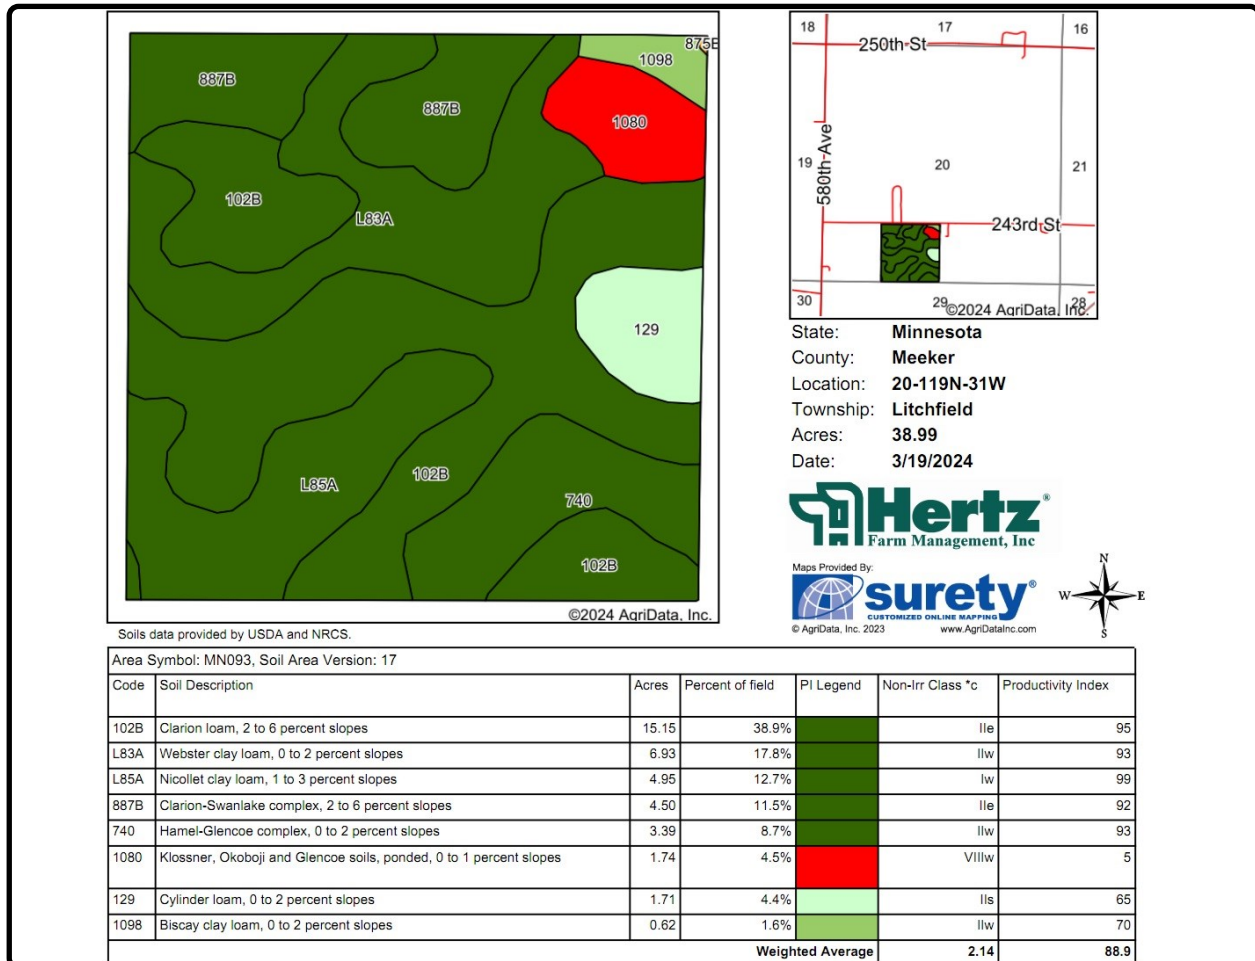 887B
887B
1098
875E
1080
102B
L83A
129
L85A
102B
740
102B
©2024 AgriData, Inc.
Soils data provided by USDA and NRCS.
18
17
16
250th St
580th Ave
19
20
21
243rd St
30
29
28
©2024 AgriData, Inc.
State: Minnesota
County: Meeker
Location: 20-119N-31W
Township: Litchfield
Acres: 38.99
Date: 3/19/2024
Hertz®
Farm Management, Inc
Maps Provided By:
surety®
CUSTOMIZED ONLINE MAPPING
© AgriData, Inc. 2023 www.AgriDataInc.com
N
W E
S
Area Symbol: MN093, Soil Area Version: 17
Code Soil Description Acres Percent of field PI Legend Non-Irr Class *c Productivity Index
102B Clarion loam, 2 to 6 percent slopes 15.15 38.9% IIe 95
L83A Webster clay loam, 0 to 2 percent slopes 6.93 17.8% IIw 93
L85A Nicollet clay loam, 1 to 3 percent slopes 4.95 12.7% Iw 99
887B Clarion-Swanlake complex, 2 to 6 percent slopes 4.50 11.5% IIe 92
740 Hamel-Glencoe complex, 0 to 2 percent slopes 3.39 8.7% IIw 93
1080 Klossner, Okoboji and Glencoe soils, ponded, 0 to 1 percent slopes 1.74 4.5% VIIIw 5
129 Cylinder loam, 0 to 2 percent slopes 1.71 4.4% IIs 65
1098 Biscay clay loam, 0 to 2 percent slopes 0.62 1.6% IIw 70
Weighted Average 2.14 88.9